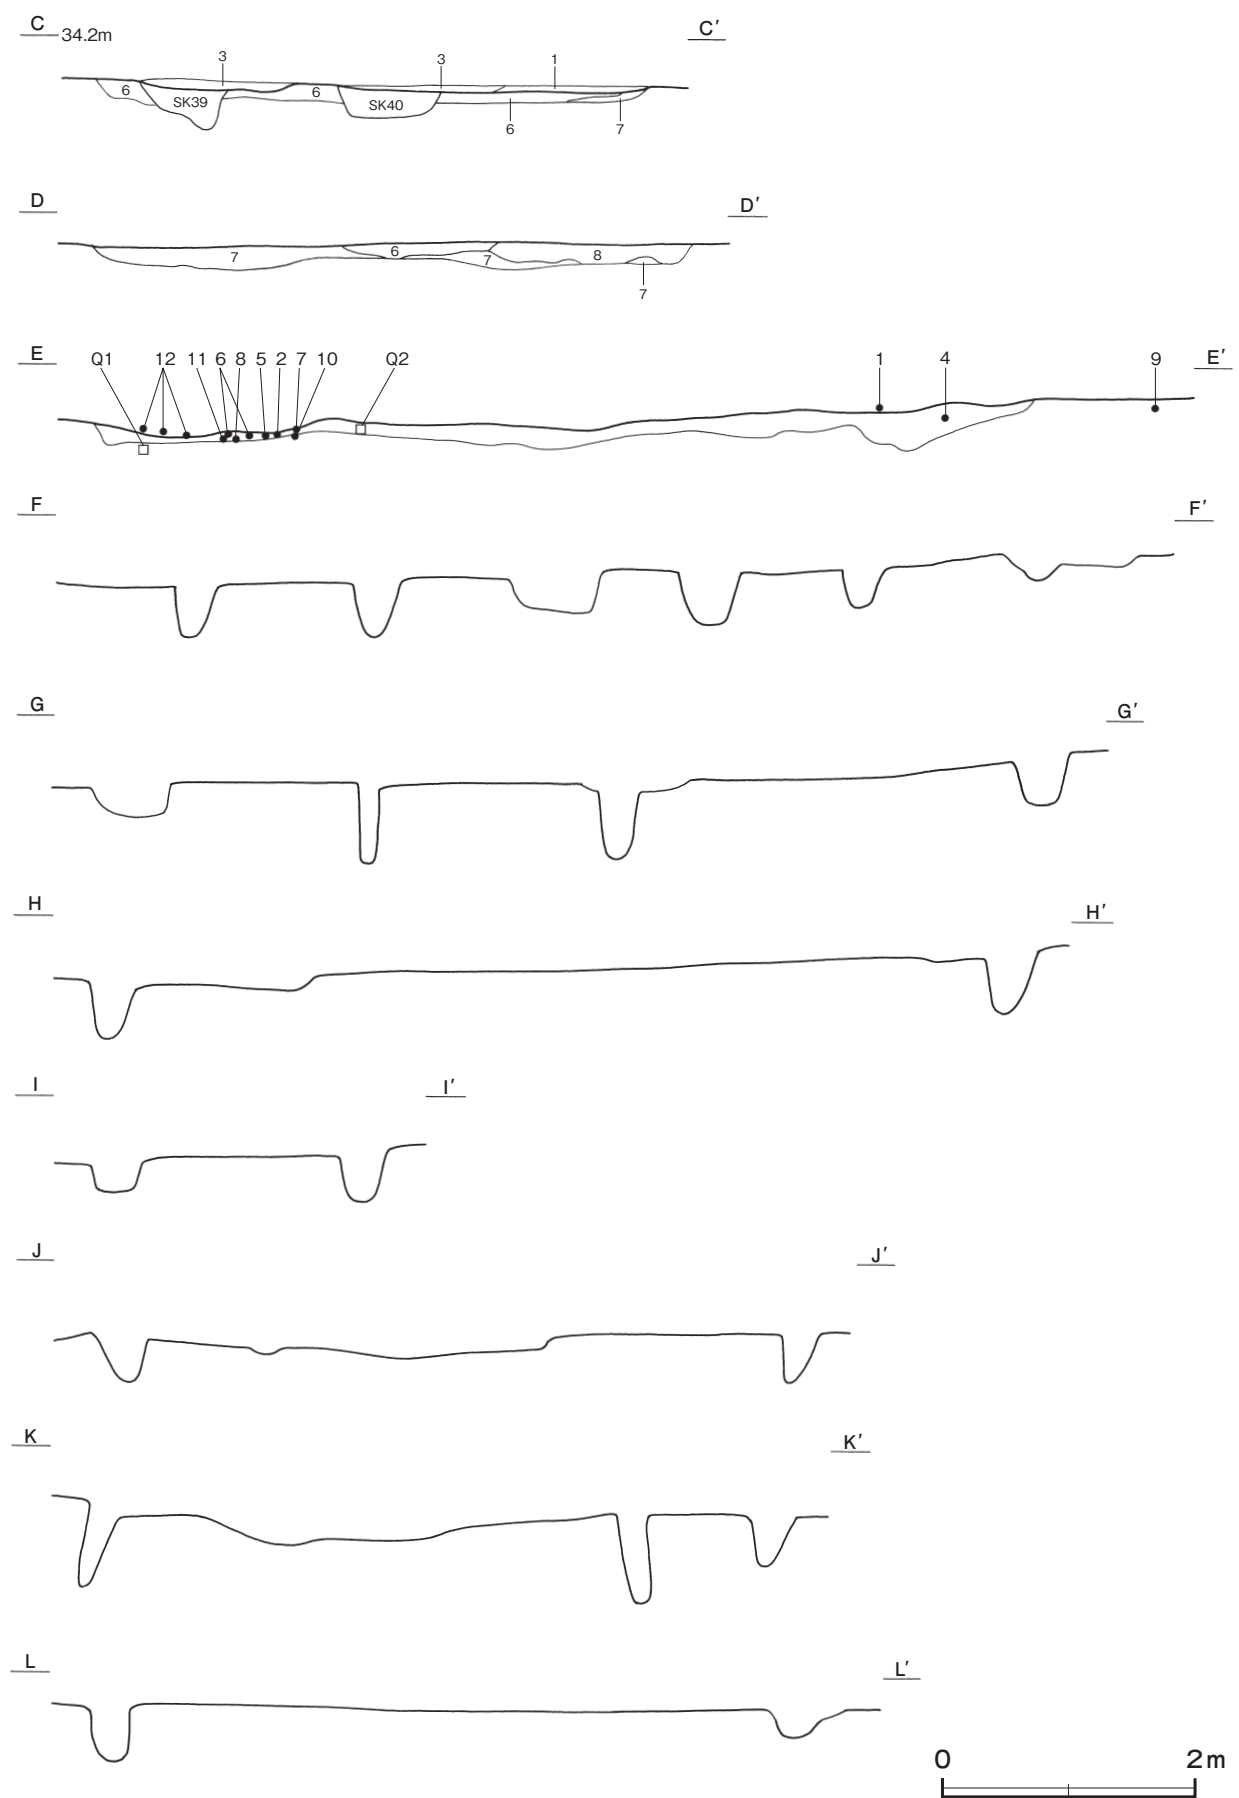 C 34.2m C′
3 3 1
6 SK39 6 SK40
6 7
D D′
7 6 7 8
7
E Q1 12 11 6 8 5 2 7 10 Q2 1 4 9 E′
F F′
G G′
H H′
I I′
J J′
K K′
L L′
0 2m